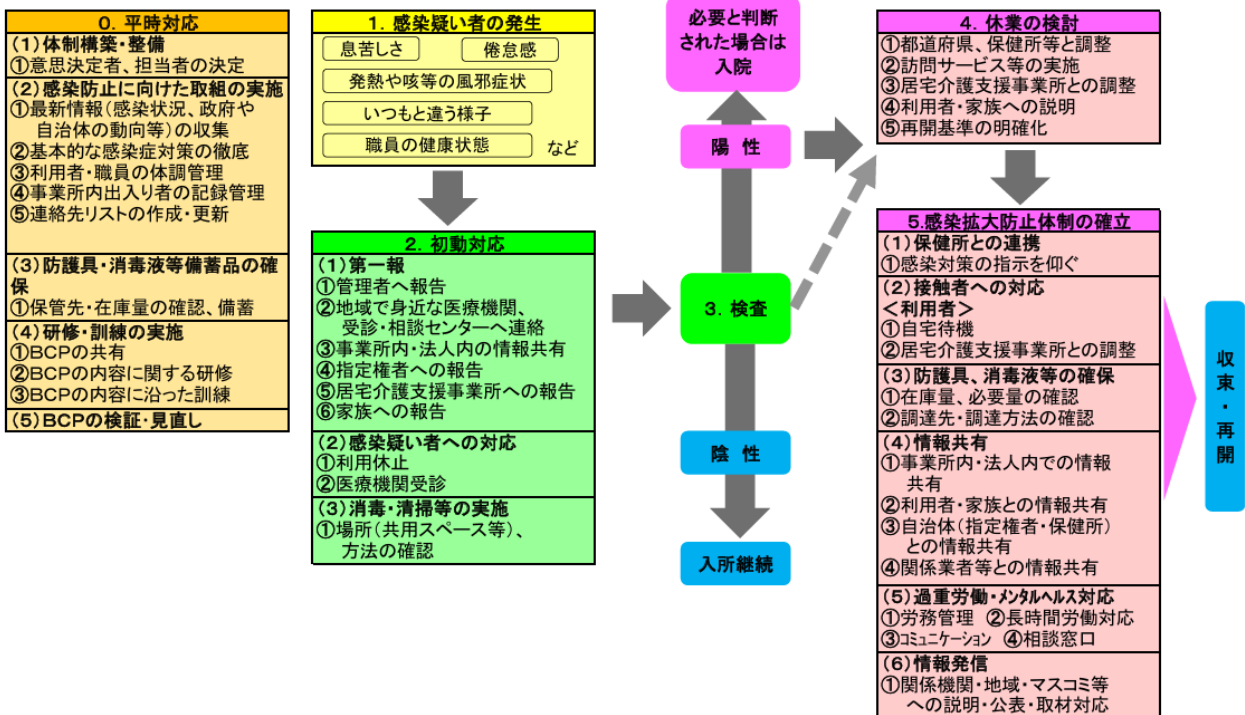 0. 平時対応
(1)体制構築・整備
①意思決定者、担当者の決定
(2)感染防止に向けた取組の実施
①最新情報(感染状況、政府や
自治体の動向等)の収集
②基本的な感染症対策の徹底
③利用者・職員の体調管理
④事業所内出入り者の記録管理
⑤連絡先リストの作成・更新
(3)防護具・消毒液等備蓄品の確
保
①保管先・在庫量の確認、備蓄
(4)研修・訓練の実施
①BCPの共有
②BCPの内容に関する研修
③BCPの内容に沿った訓練
(5)BCPの検証・見直し
1. 感染疑い者の発生
息苦しさ
倦怠感
発熱や咳等の風邪症状
いつもと違う様子
職員の健康状態
など
2. 初動対応
(1)第一報
①管理者へ報告
②地域で身近な医療機関、
受診・相談センターへ連絡
③事業所内・法人内の情報共有
④指定権者への報告
⑤居宅介護支援事業所への報告
⑥家族への報告
(2)感染疑い者への対応
①利用休止
②医療機関受診
(3)消毒・清掃等の実施
①場所(共用スペース等)、
方法の確認
必要と判断
された場合は
入院
陽 性
3. 検査
陰 性
入所継続
4. 休業の検討
①都道府県、保健所等と調整
②訪問サービス等の実施
③居宅介護支援事業所との調整
④利用者・家族への説明
⑤再開基準の明確化
5.感染拡大防止体制の確立
(1)保健所との連携
①感染対策の指示を仰ぐ
(2)接触者への対応
<利用者>
①自宅待機
②居宅介護支援事業所との調整
(3)防護具、消毒液等の確保
①在庫量、必要量の確認
②調達先・調達方法の確認
(4)情報共有
①事業所内・法人内での情報
共有
②利用者・家族との情報共有
③自治体(指定権者・保健所)
との情報共有
④関係業者等との情報共有
(5)過重労働・メンタルヘルス対応
①労務管理 ②長時間労働対応
③コミュニケーション ④相談窓口
(6)情報発信
①関係機関・地域・マスコミ等
への説明・公表・取材対応
収束・再開